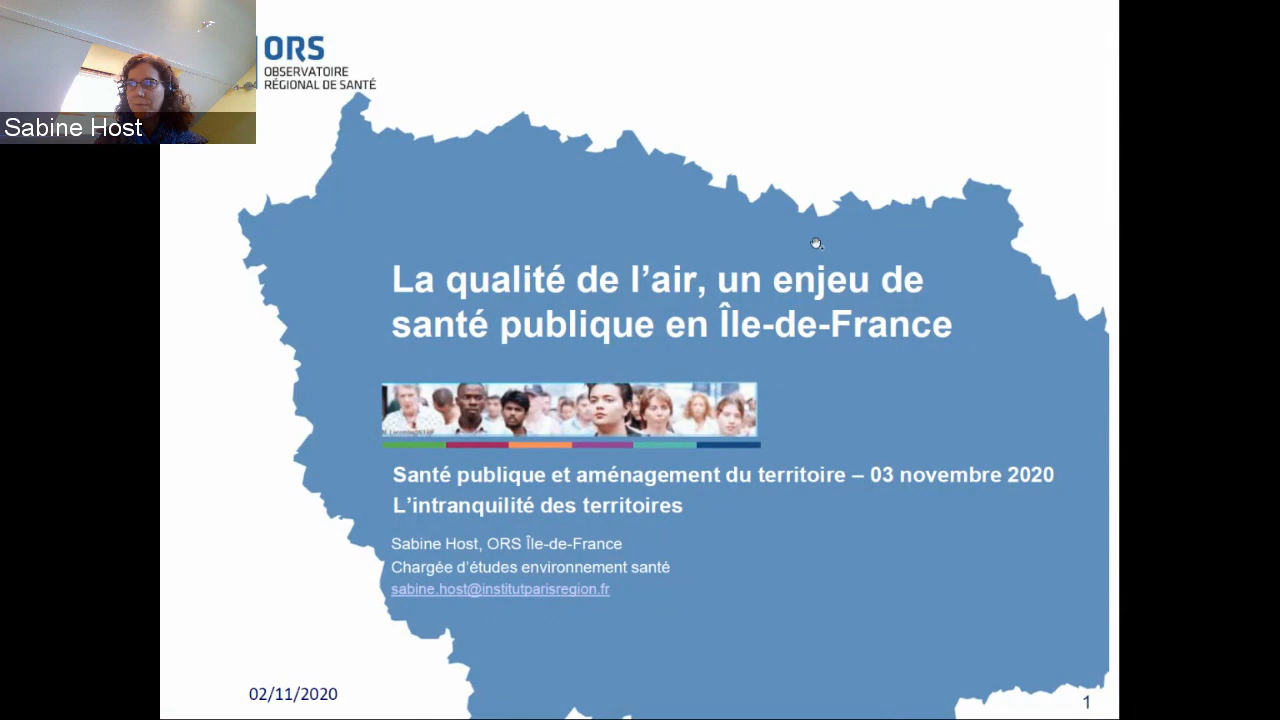 ORS
OBSERVATOIRE
RÉGIONAL DE SANTÉ
Sabine Host
La qualité de l’air, un enjeu de
santé publique en Île-de-France
Santé publique et aménagement du territoire – 03 novembre 2020
L’intranquilité des territoires
Sabine Host, ORS Île-de-France
Chargée d’études environnement santé
sabine.host@institutparisregion.fr
02/11/2020
1